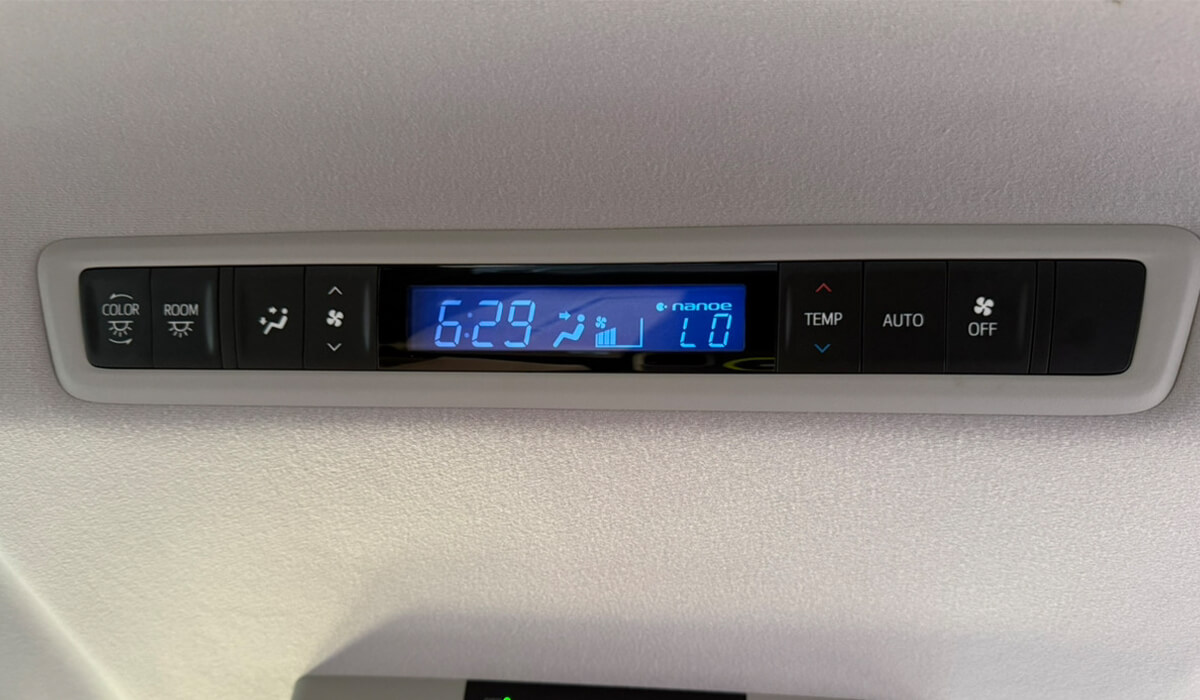 COLOR
ROOM
6:29
nanoe
LO
TEMP
AUTO
OFF